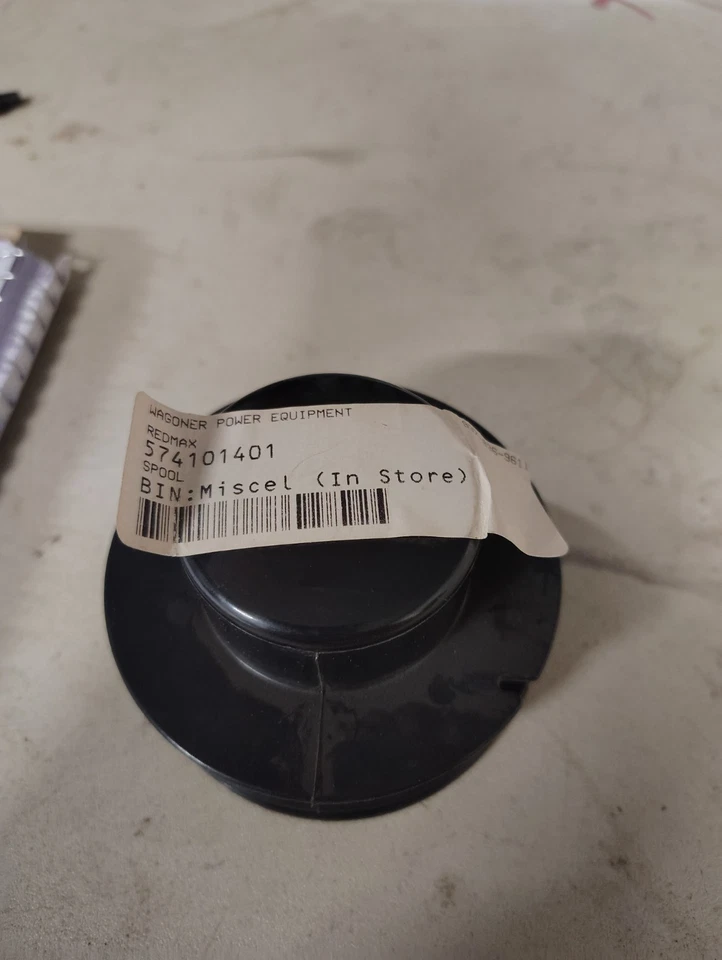 WAGONER POWER EQUIPMENT
REDMAX
574101401
SPOOL
BIN:Miscel (In Store)